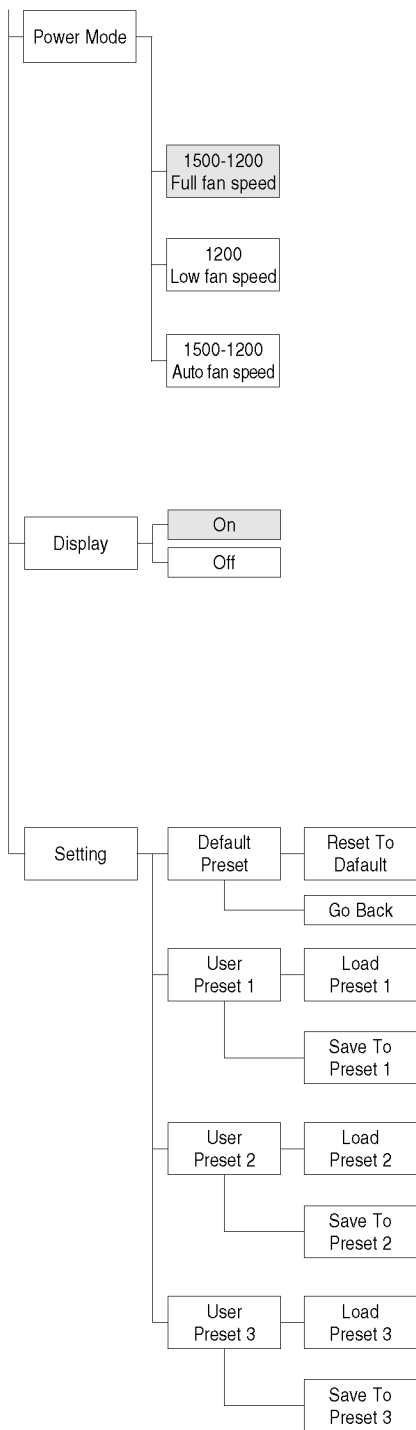 Power Mode
1500-1200
Full fan speed
1200
Low fan speed
1500-1200
Auto fan speed
Display
On
Off
Setting
Default
Preset
Reset To
Dafault
Go Back
User
Preset 1
Load
Preset 1
Save To
Preset 1
User
Preset 2
Load
Preset 2
Save To
Preset 2
User
Preset 3
Load
Preset 3
Save To
Preset 3